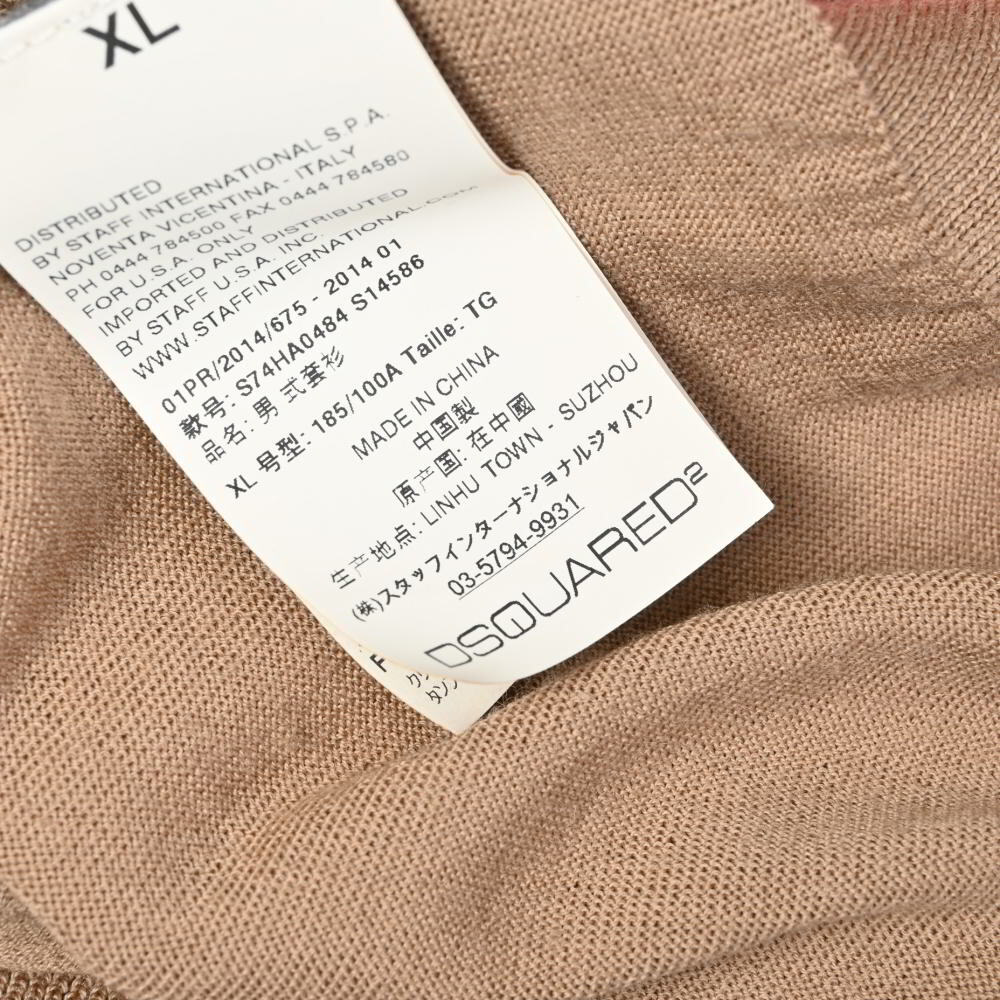 XL
DISTRIBUTED
BY STAFF INTERNATIONAL S.P.A.
NOVENTA VICENTINA - ITALY
PH 0444 784500 FAX 0444 784580
FOR U.S.A. ONLY
IMPORTED AND DISTRIBUTED
BY STAFF U.S.A. INC.
WWW.STAFFINTERNATIONAL.COM
01PR/2014/675 - 2014 01
款号: S74HA0484 S14586
品名: 男 式套衫
XL 号型: 185/100A Taille: TG
MADE IN CHINA
中国製
原产国: 在中國
生产地点: LINHU TOWN - SUZHOU
(株)スタッフインターナショナルジャパン
03-5794-9931
DSQUARED2